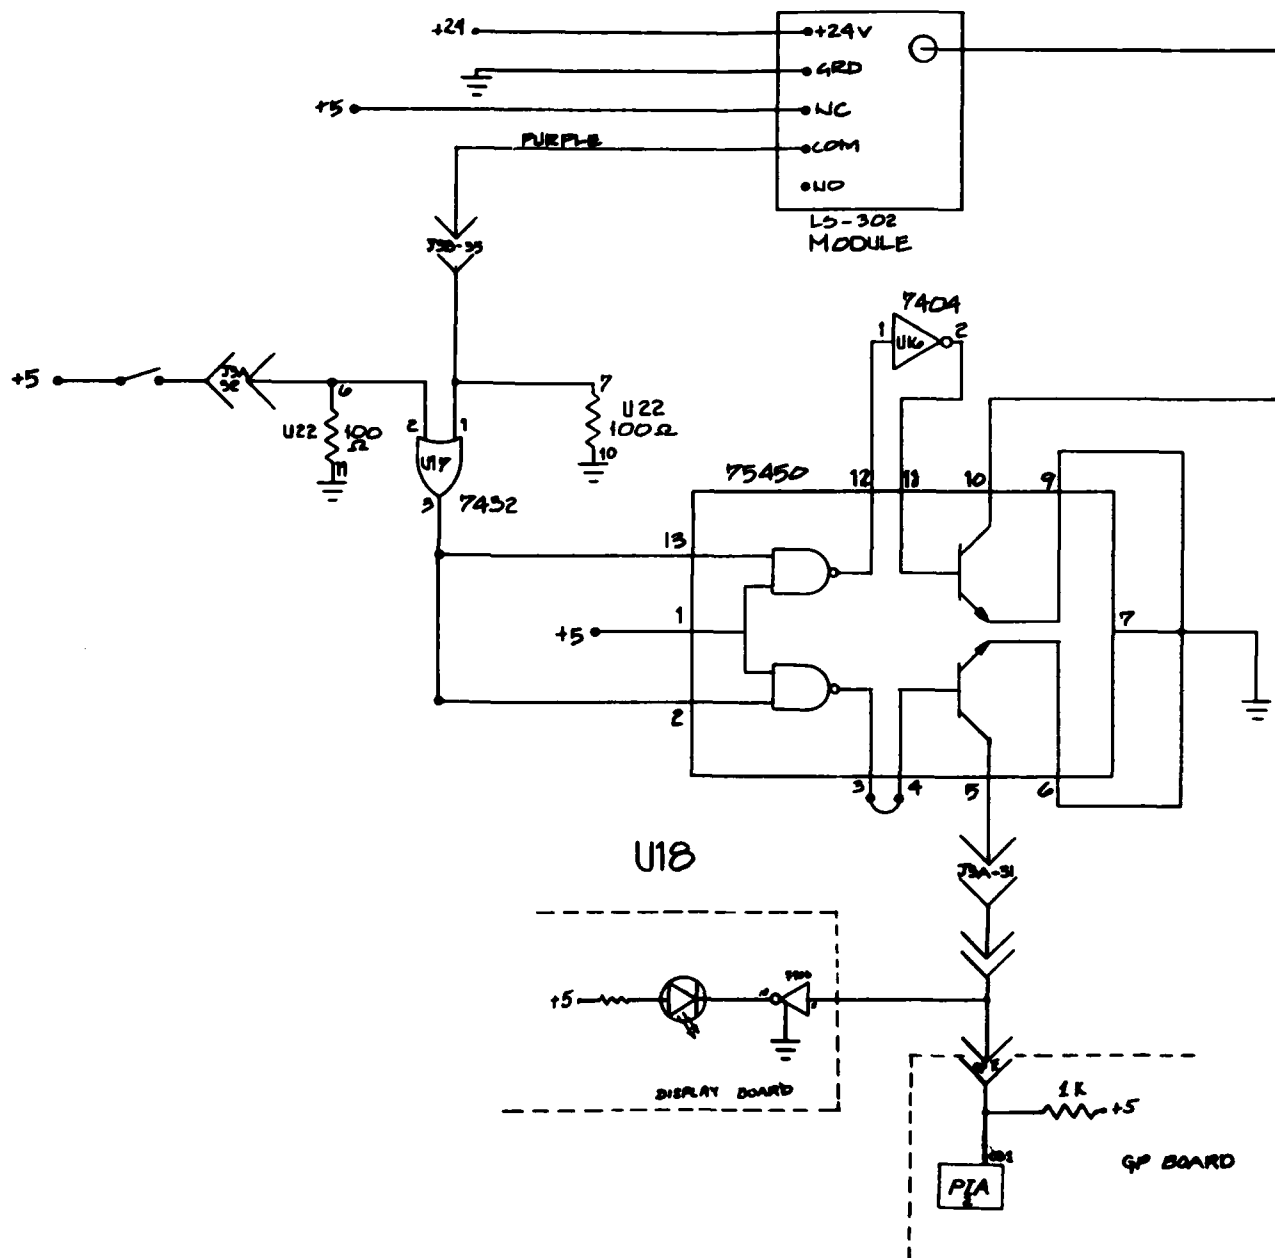 +24
+24V
GRD
+5
NC
PURPLE
COM
NO
LS-302
MODULE
J3B-35
7404
1
U16
2
+5
J3A
32
6
7
U22
100
Ω
11
2
1
U17
3
7432
U22
100Ω
10
75450
12
11
10
9
13
1
+5
7
2
3
4
5
6
U18
J3A-31
+5
DISPLAY BOARD
1K
+5
GP BOARD
PIA